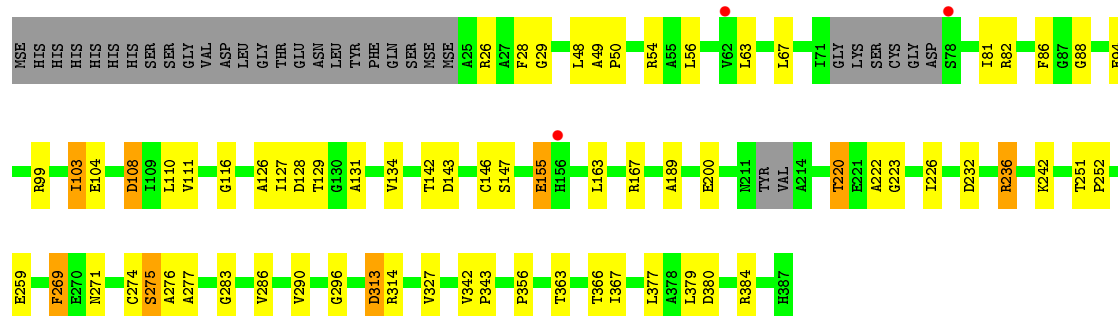 MSE HIS HIS HIS HIS HIS HIS SER SER GLY VAL ASP LEU GLY THR GLU ASN LEU TYR PHE GLN SER MSE MSE A25 R26 A27 F28 G29 L48 A49 P50 R54 A55 L56 V62 L63 L67 I71 GLY LYS SER CYS GLY ASP S78 I81 R82 F86 G87 G88
R99 I103 E104 D108 I109 L110 V111 G116 A126 I127 D128 T129 G130 A131 V134 T142 D143 C146 S147 E155 H156 L163 R167 A189 E200 N211 TYR VAL A214 T220 E221 A222 G223 I226 D232 R236 K242 T251 P252
E259 F269 E270 N271 C274 S275 A276 A277 G283 V286 V290 G296 D313 R314 V327 V342 P343 P356 T363 T366 I367 L377 A378 L379 D380 R384 H387